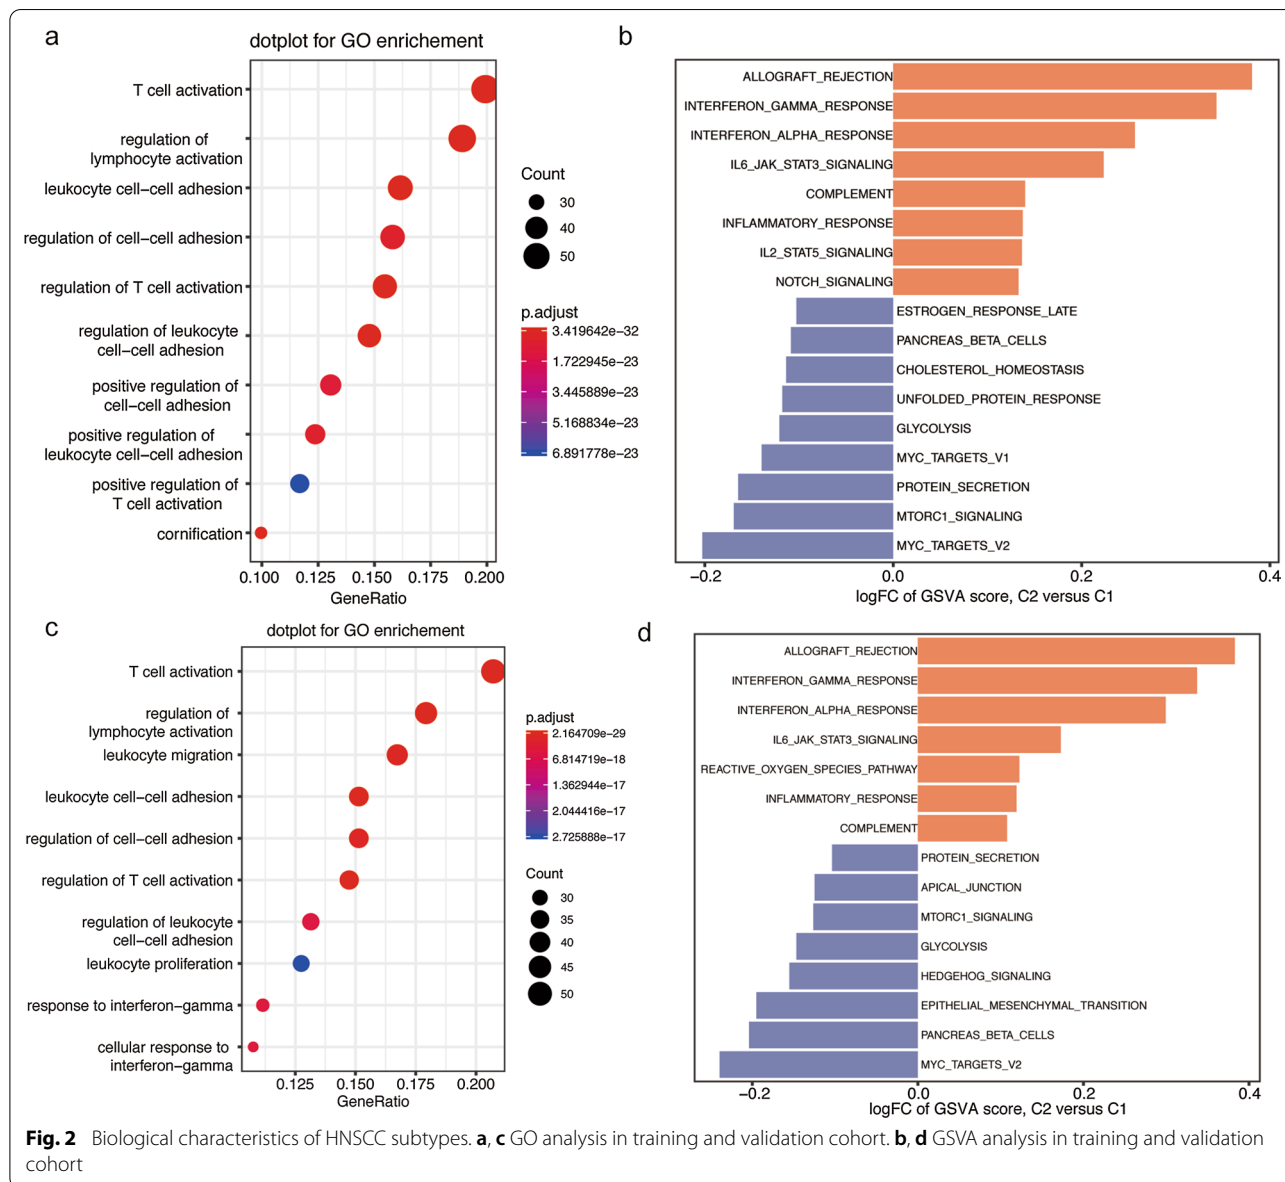 a
dotplot for GO enrichement
T cell activation
regulation of
lymphocyte activation
leukocyte cell−cell adhesion
regulation of cell−cell adhesion
regulation of T cell activation
regulation of leukocyte
cell−cell adhesion
positive regulation of
cell−cell adhesion
positive regulation of
leukocyte cell−cell adhesion
positive regulation of
T cell activation
cornification
0.100 0.125 0.150 0.175 0.200
GeneRatio
Count
30
40
50
p.adjust
3.419642e−32
1.722945e−23
3.445889e−23
5.168834e−23
6.891778e−23
b
ALLOGRAFT_REJECTION
INTERFERON_GAMMA_RESPONSE
INTERFERON_ALPHA_RESPONSE
IL6_JAK_STAT3_SIGNALING
COMPLEMENT
INFLAMMATORY_RESPONSE
IL2_STAT5_SIGNALING
NOTCH_SIGNALING
ESTROGEN_RESPONSE_LATE
PANCREAS_BETA_CELLS
CHOLESTEROL_HOMEOSTASIS
UNFOLDED_PROTEIN_RESPONSE
GLYCOLYSIS
MYC_TARGETS_V1
PROTEIN_SECRETION
MTORC1_SIGNALING
MYC_TARGETS_V2
−0.2 0.0 0.2 0.4
logFC of GSVA score, C2 versus C1
c
dotplot for GO enrichement
T cell activation
regulation of
lymphocyte activation
leukocyte migration
leukocyte cell−cell adhesion
regulation of cell−cell adhesion
regulation of T cell activation
regulation of leukocyte
cell−cell adhesion
leukocyte proliferation
response to interferon−gamma
cellular response to
interferon−gamma
0.125 0.150 0.175 0.200
GeneRatio
p.adjust
2.164709e−29
6.814719e−18
1.362944e−17
2.044416e−17
2.725888e−17
Count
30
35
40
45
50
d
ALLOGRAFT_REJECTION
INTERFERON_GAMMA_RESPONSE
INTERFERON_ALPHA_RESPONSE
IL6_JAK_STAT3_SIGNALING
REACTIVE_OXYGEN_SPECIES_PATHWAY
INFLAMMATORY_RESPONSE
COMPLEMENT
PROTEIN_SECRETION
APICAL_JUNCTION
MTORC1_SIGNALING
GLYCOLYSIS
HEDGEHOG_SIGNALING
EPITHELIAL_MESENCHYMAL_TRANSITION
PANCREAS_BETA_CELLS
MYC_TARGETS_V2
−0.2 0.0 0.2 0.4
logFC of GSVA score, C2 versus C1
Fig. 2 Biological characteristics of HNSCC subtypes. a, c GO analysis in training and validation cohort. b, d GSVA analysis in training and validation
cohort